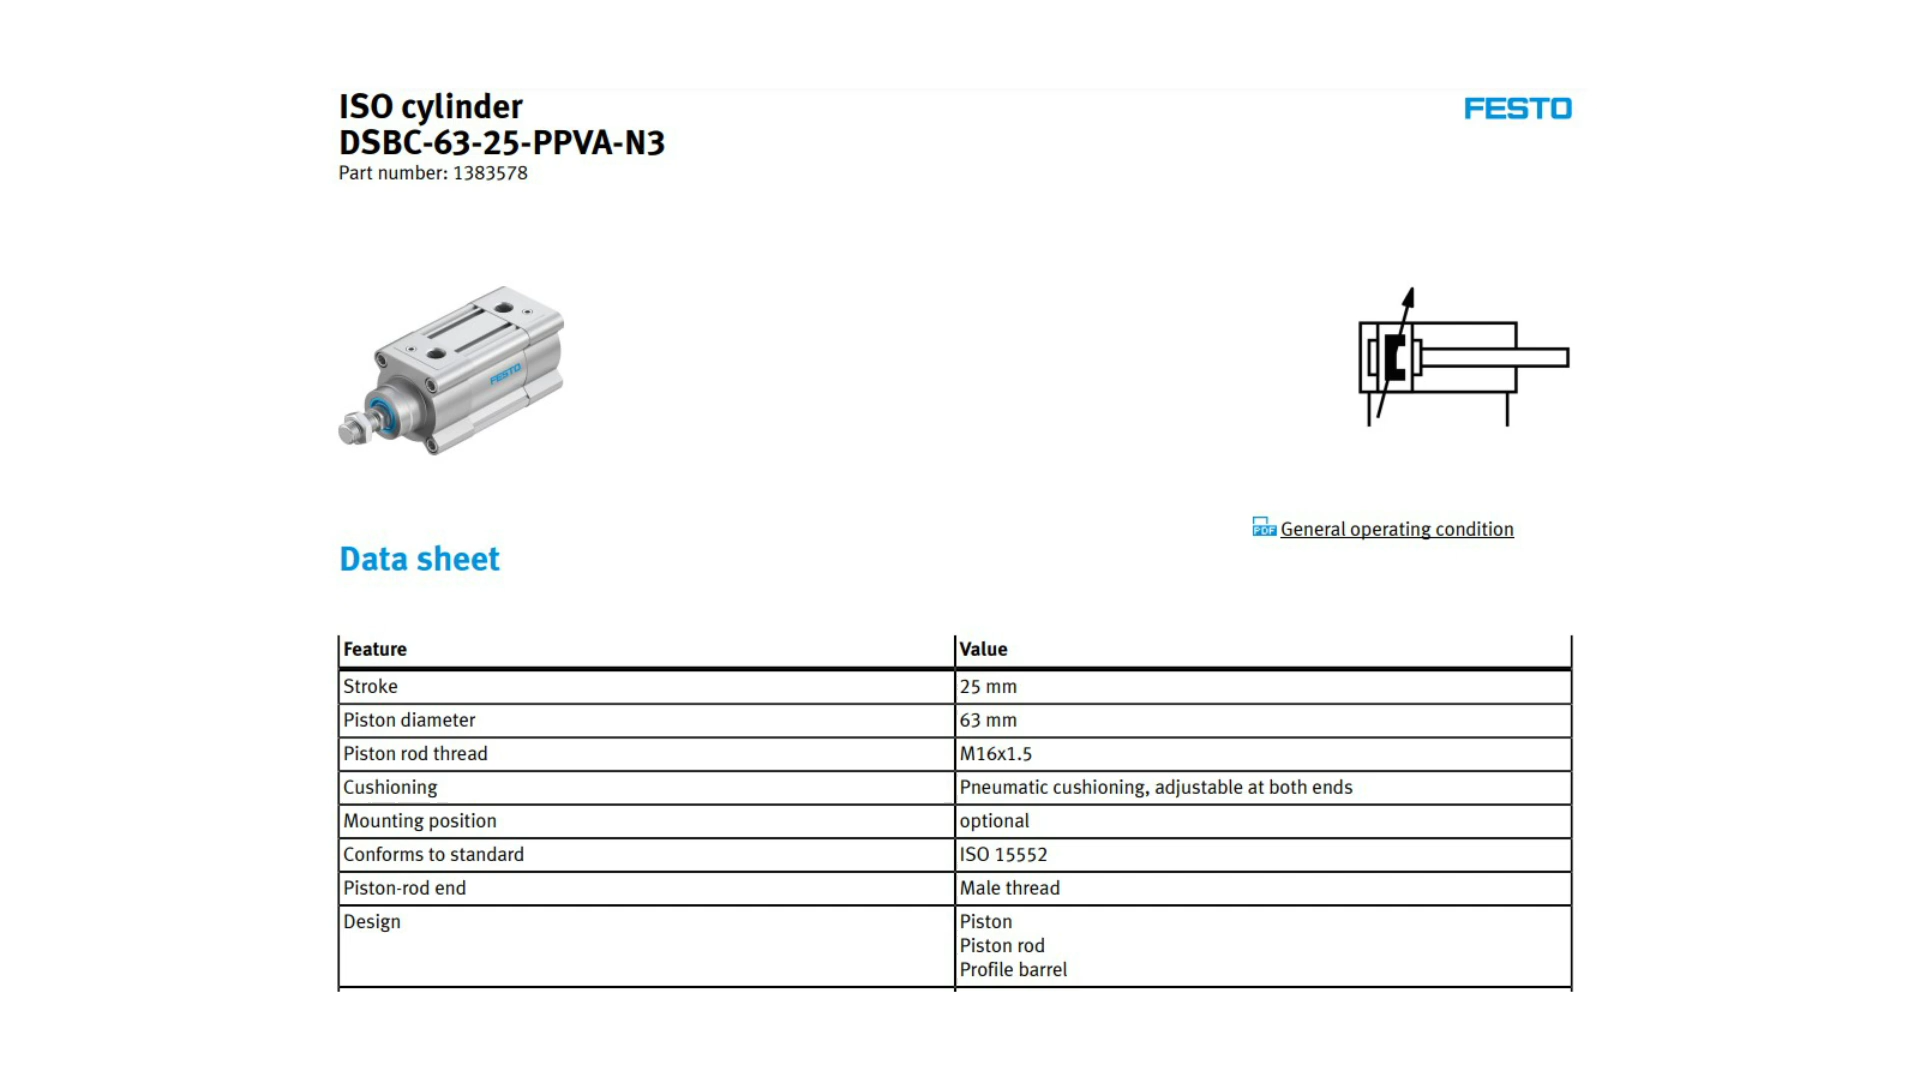 ISO cylinder
DSBC-63-25-PPVA-N3
Part number: 1383578
FESTO
FESTO
PDF General operating condition
Data sheet
Feature Value
Stroke 25 mm
Piston diameter 63 mm
Piston rod thread M16x1.5
Cushioning Pneumatic cushioning, adjustable at both ends
Mounting position optional
Conforms to standard ISO 15552
Piston-rod end Male thread
Design Piston
Piston rod
Profile barrel